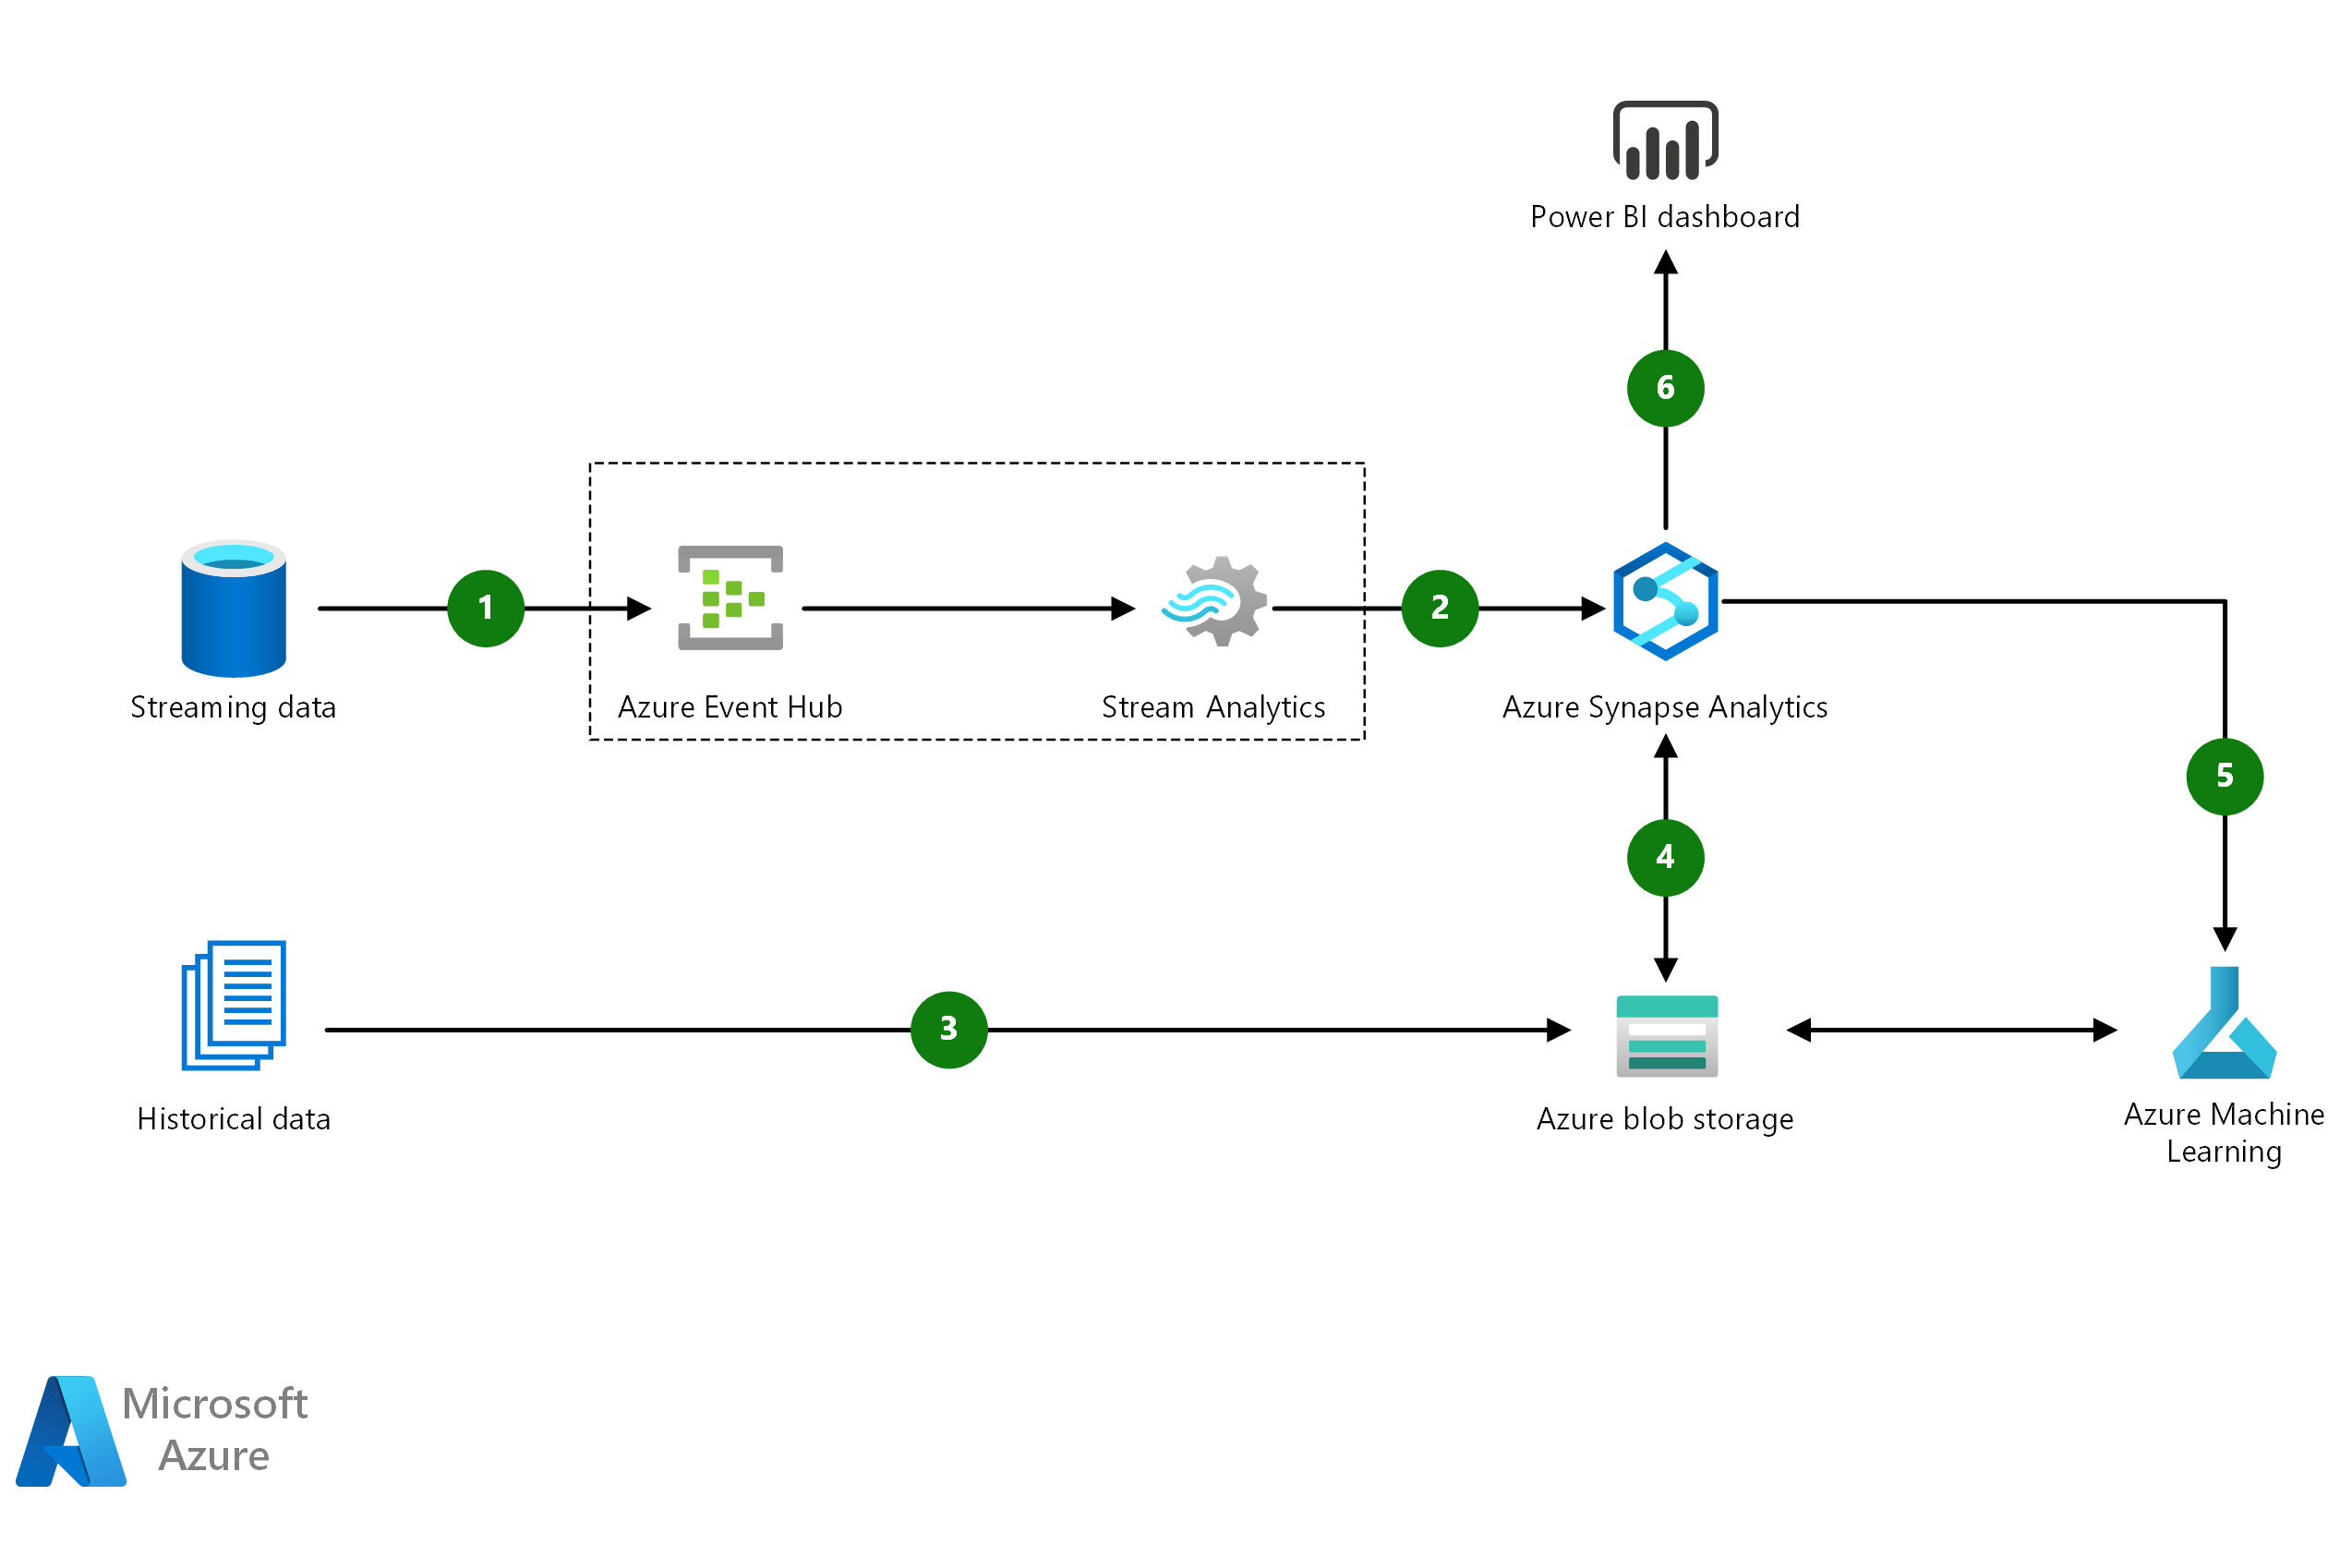 Power BI dashboard
6
1
2
Streaming data
Azure Event Hub
Stream Analytics
Azure Synapse Analytics
5
4
3
Historical data
Azure blob storage
Azure Machine
Learning
Microsoft
Azure